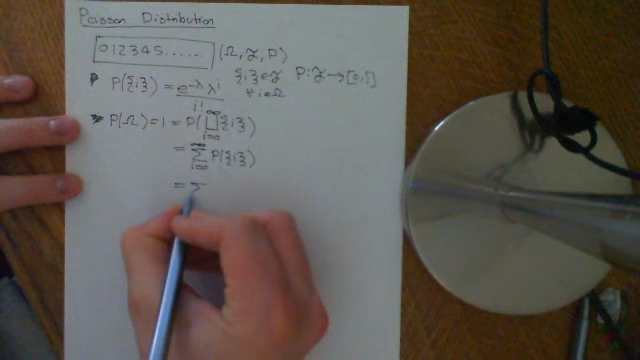 Poisson Distribution
012345...... (Ω, ℱ, P)
P({i}) = e^{-λ} λ^i / i! {i} ∈ ℱ P: ℱ → [0,1]
∀ i ∈ Ω
P(Ω) = 1 = P(∐_{i=0}^{∞} {i})
= Σ_{i=0}^{∞} P({i})
= Σ